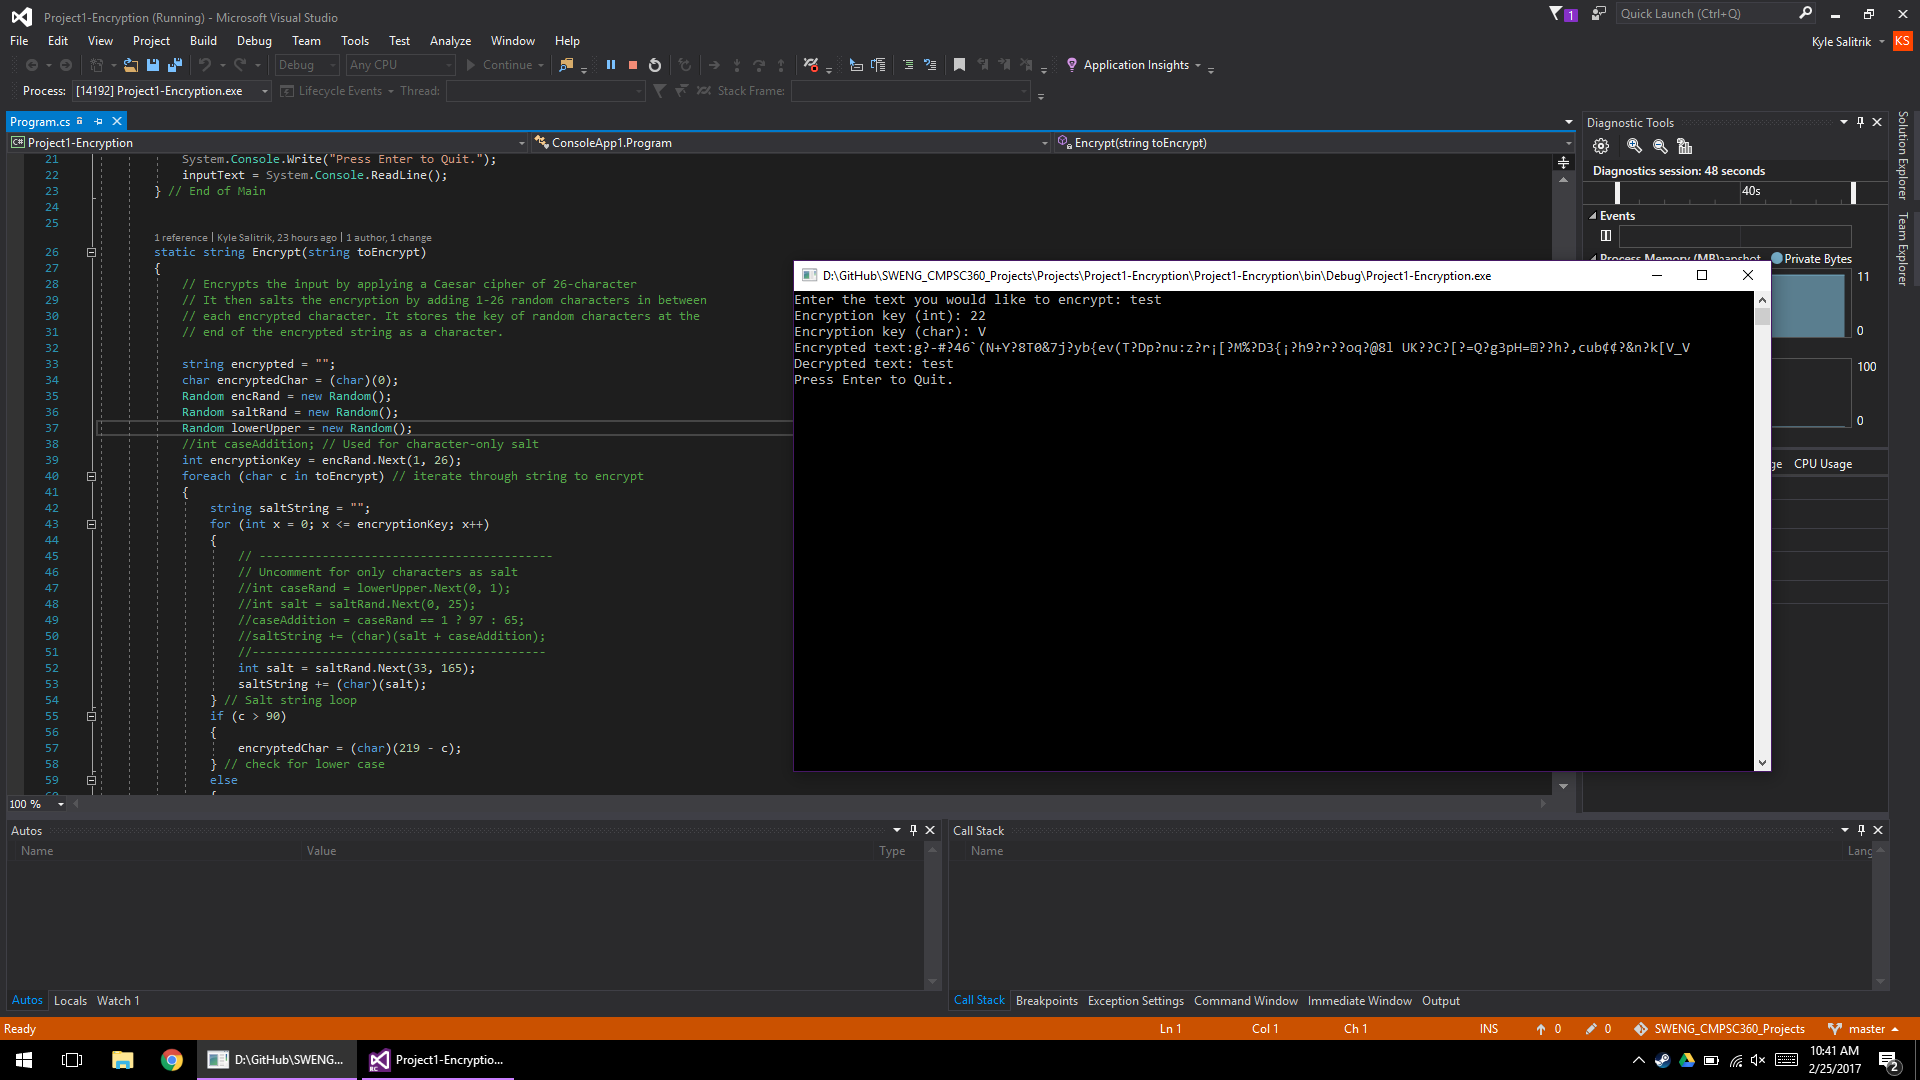 Project1-Encryption (Running) - Microsoft Visual Studio
1
Quick Launch (Ctrl+Q)
File Edit View Project Build Debug Team Tools Test Analyze Window Help
Kyle Salitrik KS
Debug Any CPU Continue Application Insights
Process: [14192] Project1-Encryption.exe Lifecycle Events Thread: Stack Frame:
Program.cs
Project1-Encryption ConsoleApp1.Program Encrypt(string toEncrypt)
21 System.Console.Write("Press Enter to Quit.");
22 inputText = System.Console.ReadLine();
23 } // End of Main
24
25
1 reference | Kyle Salitrik, 23 hours ago | 1 author, 1 change
26 static string Encrypt(string toEncrypt)
27 {
28 // Encrypts the input by applying a Caesar cipher of 26-character
29 // It then salts the encryption by adding 1-26 random characters in between
30 // each encrypted character. It stores the key of random characters at the
31 // end of the encrypted string as a character.
32
33 string encrypted = "";
34 char encryptedChar = (char)(0);
35 Random encRand = new Random();
36 Random saltRand = new Random();
37 Random lowerUpper = new Random();
38 //int caseAddition; // Used for character-only salt
39 int encryptionKey = encRand.Next(1, 26);
40 foreach (char c in toEncrypt) // iterate through string to encrypt
41 {
42 string saltString = "";
43 for (int x = 0; x <= encryptionKey; x++)
44 {
45 // ------------------------------------------
46 // Uncomment for only characters as salt
47 //int caseRand = lowerUpper.Next(0, 1);
48 //int salt = saltRand.Next(0, 25);
49 //caseAddition = caseRand == 1 ? 97 : 65;
50 //saltString += (char)(salt + caseAddition);
51 //------------------------------------------
52 int salt = saltRand.Next(33, 165);
53 saltString += (char)(salt);
54 } // Salt string loop
55 if (c > 90)
56 {
57 encryptedChar = (char)(219 - c);
58 } // check for lower case
59 else
100 %
D:\GitHub\SWENG_CMPSC360_Projects\Projects\Project1-Encryption\Project1-Encryption\bin\Debug\Project1-Encryption.exe
Enter the text you would like to encrypt: test
Encryption key (int): 22
Encryption key (char): V
Encrypted text:g?-#?46`(N+Y?8T0&7j?yb{ev(T?Dp?nu:z?r¡[?M%?D3{¡?h9?r??oq?@8l UK??C?[?=Q?g3pH=⍰??h?,cub¢¢?&n?k[V_V
Decrypted text: test
Press Enter to Quit.
Diagnostic Tools
Diagnostics session: 48 seconds
40s
Events
Process Memory (MB)
apshot Private Bytes
11
0
100
0
ge CPU Usage
Solution Explorer
Team Explorer
Autos
Name Value Type
Autos Locals Watch 1
Call Stack
Name Lang
Call Stack Breakpoints Exception Settings Command Window Immediate Window Output
Ready Ln 1 Col 1 Ch 1 INS 0 0 SWENG_CMPSC360_Projects master
D:\GitHub\SWENG... Project1-Encryptio...
10:41 AM
2/25/2017
2